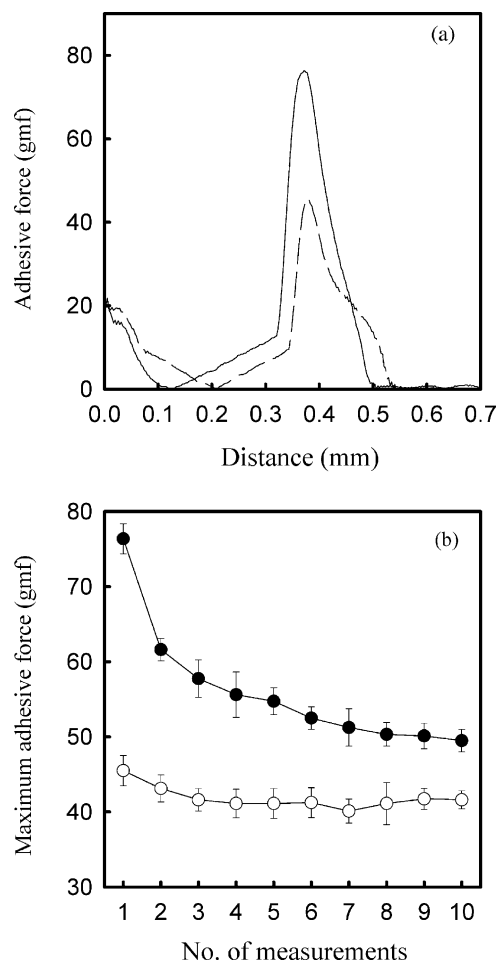 (a)
80
60
40
20
0
Adhesive force (gmf)
0.0 0.1 0.2 0.3 0.4 0.5 0.6 0.7
Distance (mm)
(b)
80
70
60
50
40
30
Maximum adhesive force (gmf)
1 2 3 4 5 6 7 8 9 10
No. of measurements